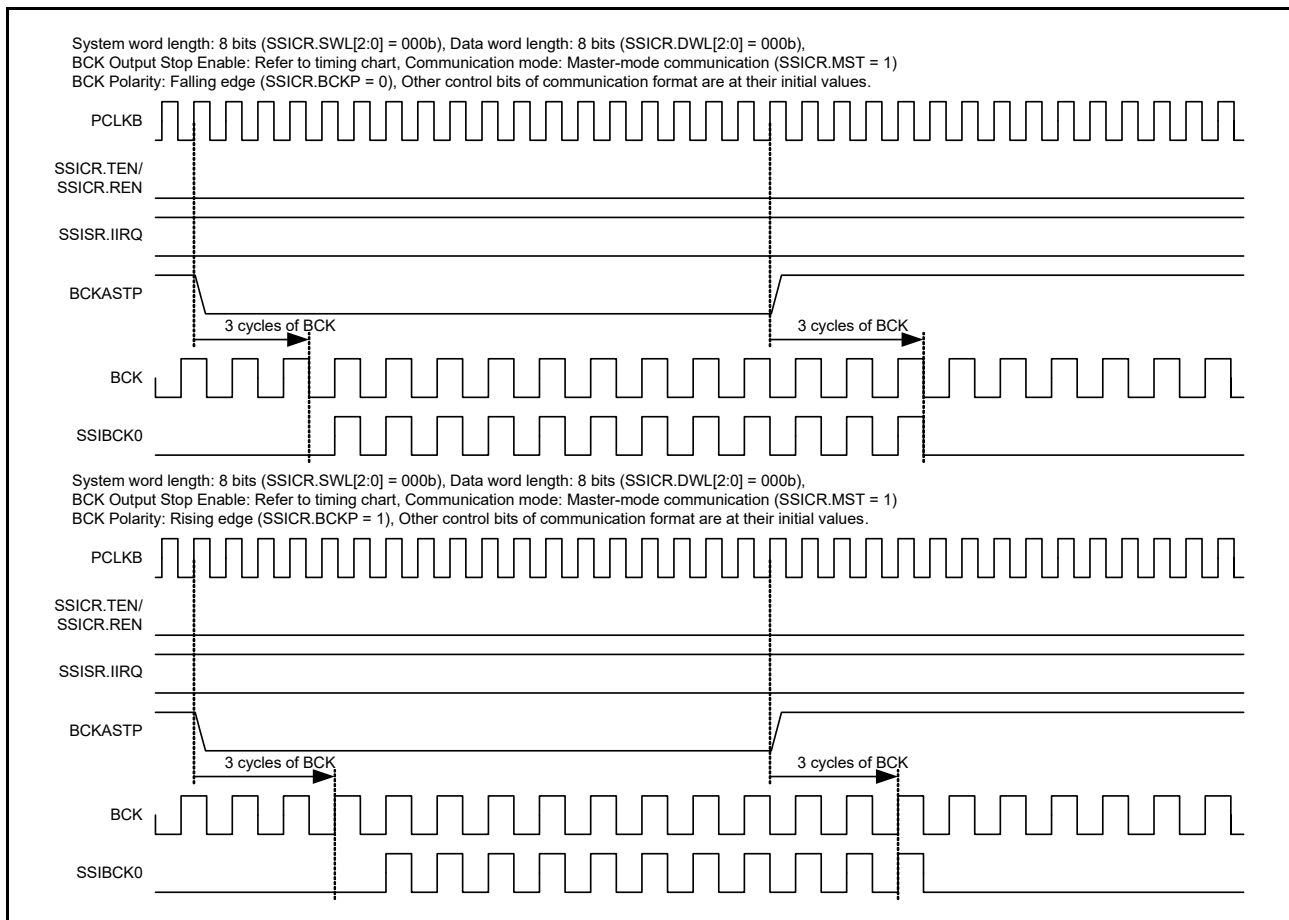 System word length: 8 bits (SSICR.SWL[2:0] = 000b), Data word length: 8 bits (SSICR.DWL[2:0] = 000b),
BCK Output Stop Enable: Refer to timing chart, Communication mode: Master-mode communication (SSICR.MST = 1)
BCK Polarity: Falling edge (SSICR.BCKP = 0), Other control bits of communication format are at their initial values.
PCLKB
SSICR.TEN/
SSICR.REN
SSISR.IIRQ
BCKASTP
3 cycles of BCK 3 cycles of BCK
BCK
SSIBCK0
System word length: 8 bits (SSICR.SWL[2:0] = 000b), Data word length: 8 bits (SSICR.DWL[2:0] = 000b),
BCK Output Stop Enable: Refer to timing chart, Communication mode: Master-mode communication (SSICR.MST = 1)
BCK Polarity: Rising edge (SSICR.BCKP = 1), Other control bits of communication format are at their initial values.
PCLKB
SSICR.TEN/
SSICR.REN
SSISR.IIRQ
BCKASTP
3 cycles of BCK 3 cycles of BCK
BCK
SSIBCK0